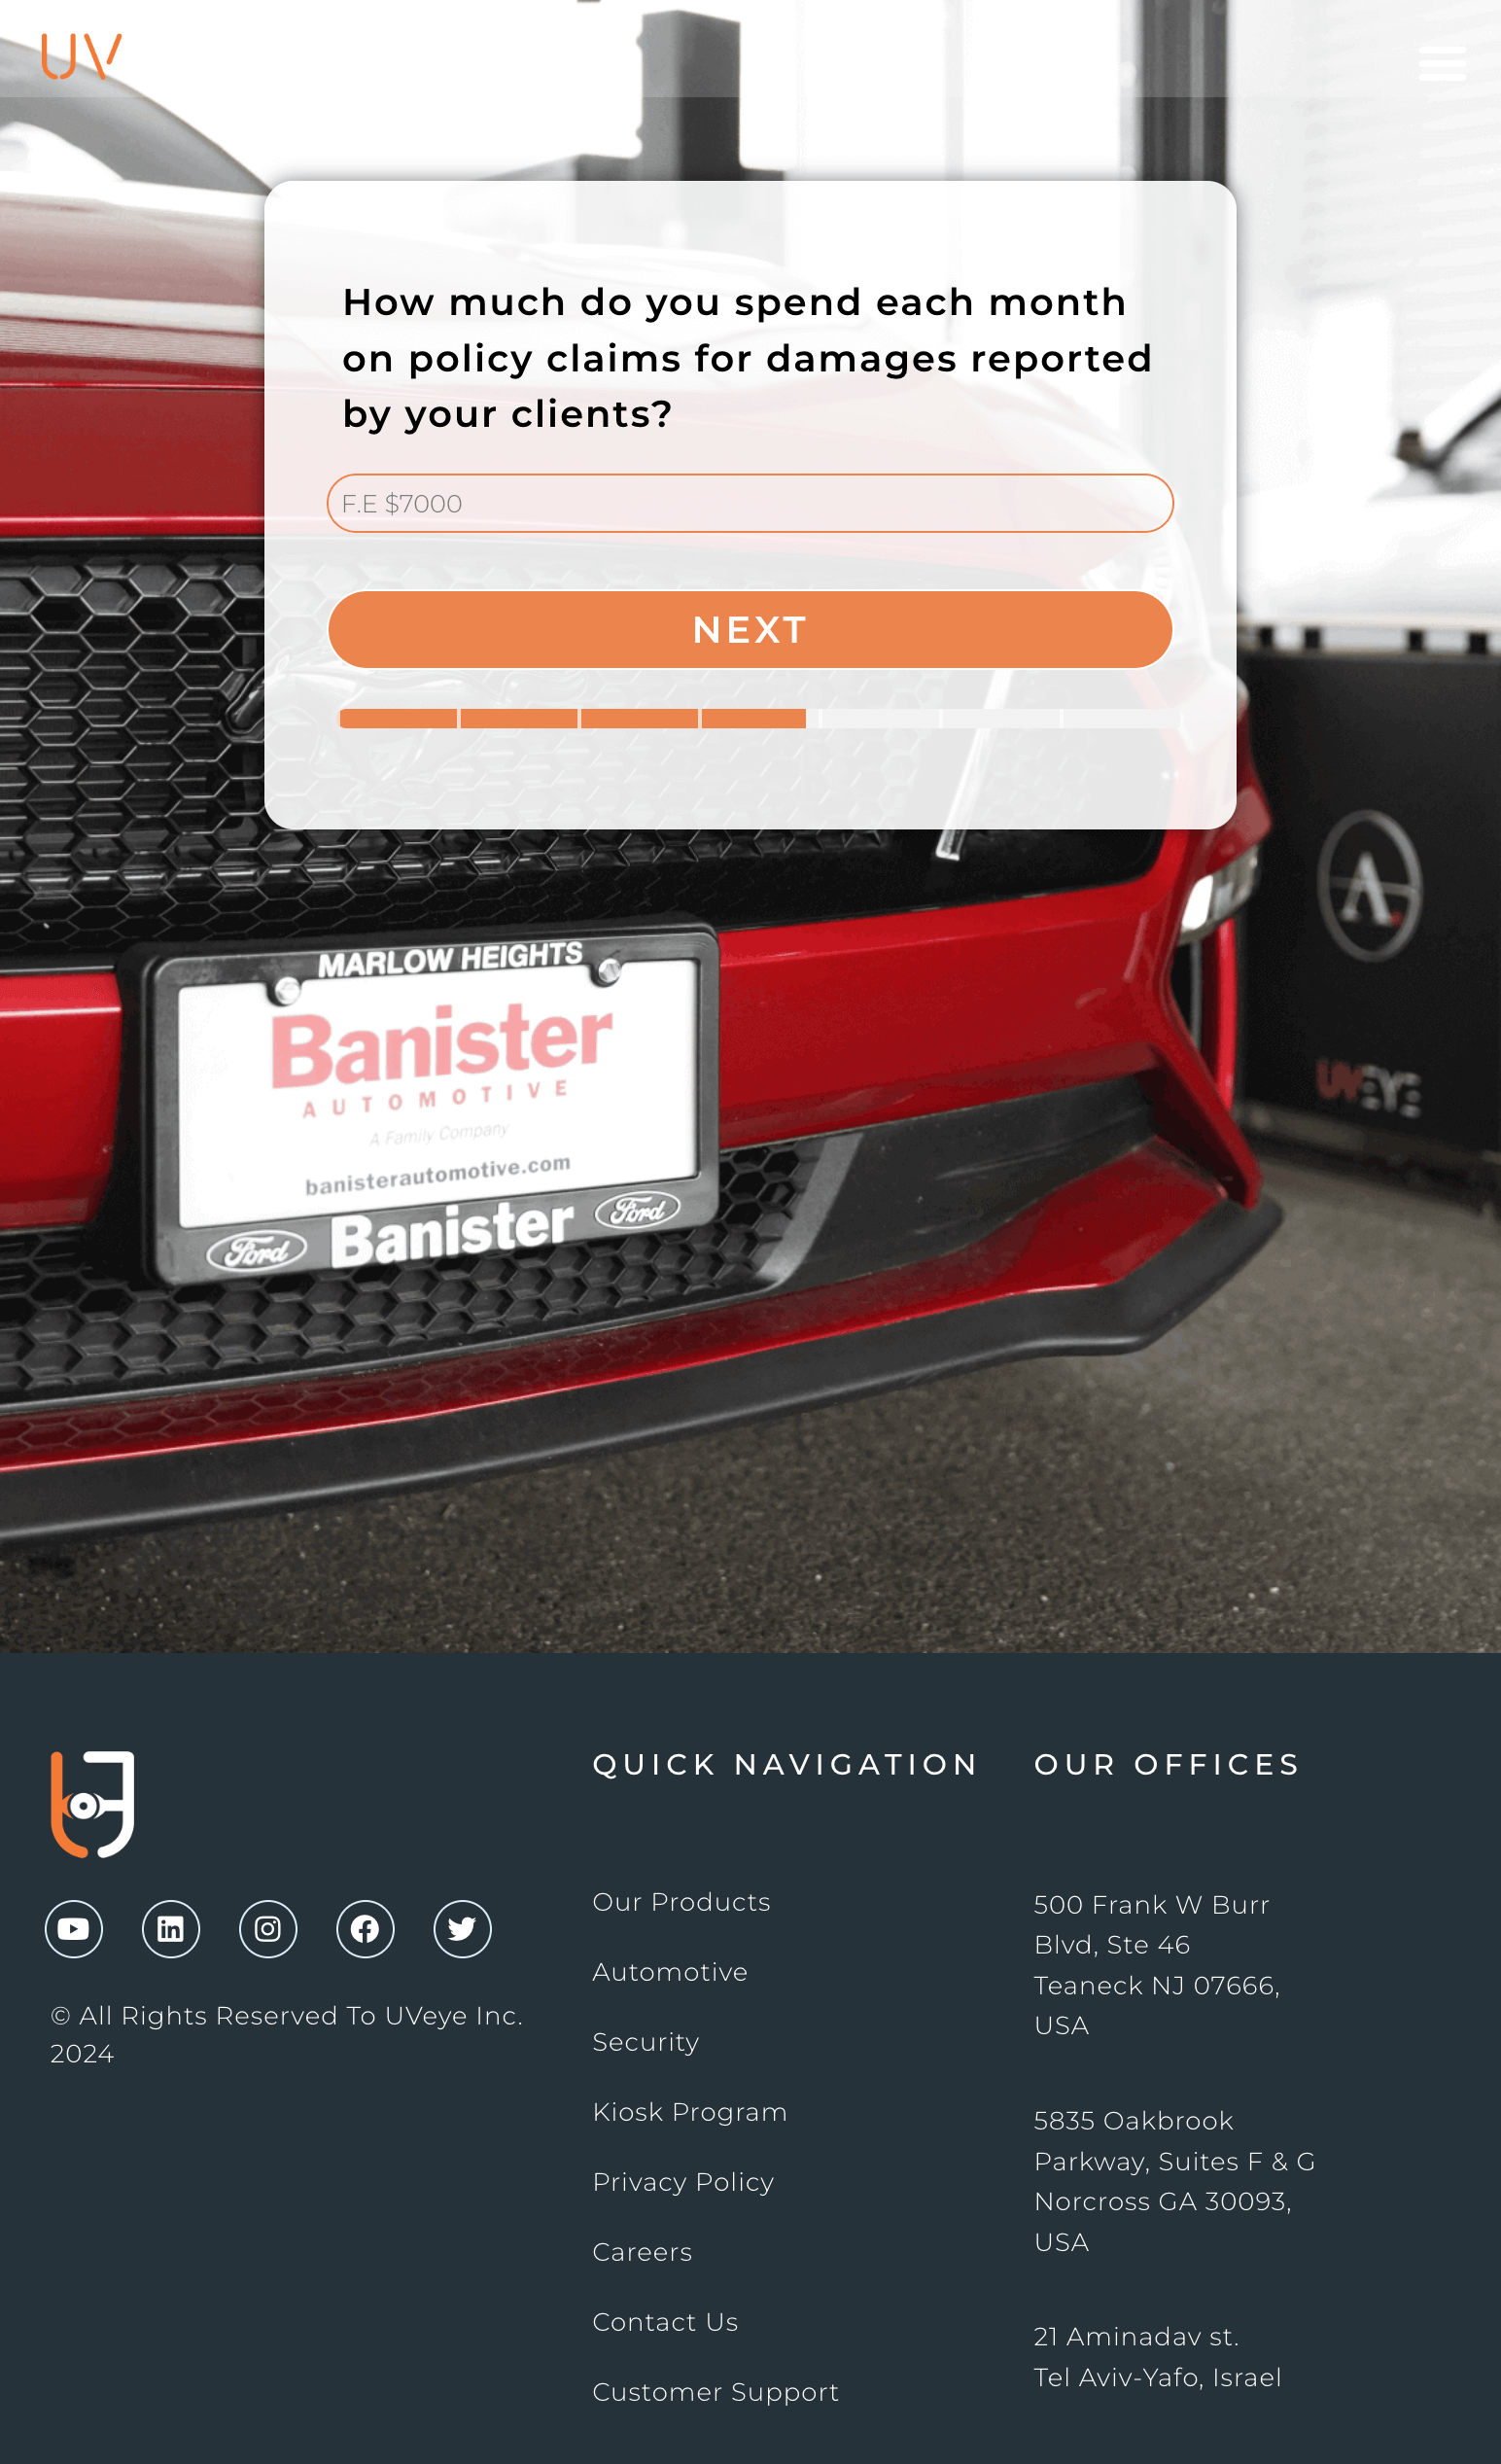 UV
How much do you spend each month
on policy claims for damages reported
by your clients?
F.E $7000
NEXT
MARLOW HEIGHTS
Banister
AUTOMOTIVE
A Family Company
banisterautomotive.com
Ford Banister Ford
UVEYE
QUICK NAVIGATION
Our Products
Automotive
Security
Kiosk Program
Privacy Policy
Careers
Contact Us
Customer Support
OUR OFFICES
500 Frank W Burr
Blvd, Ste 46
Teaneck NJ 07666,
USA
5835 Oakbrook
Parkway, Suites F & G
Norcross GA 30093,
USA
21 Aminadav st.
Tel Aviv-Yafo, Israel
© All Rights Reserved To UVeye Inc.
2024